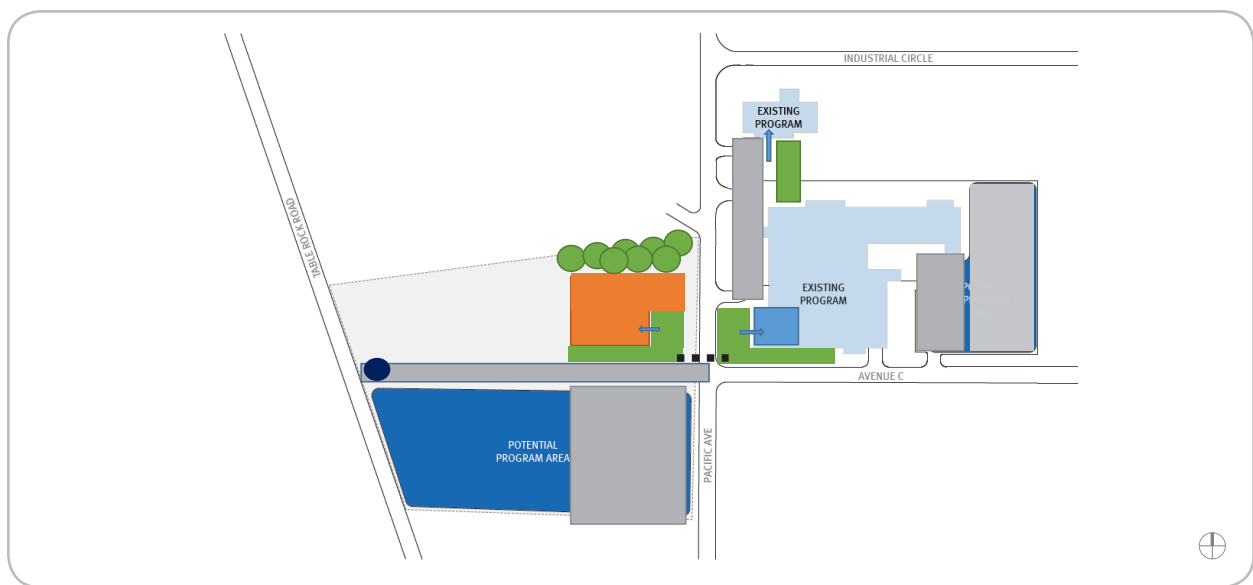 INDUSTRIAL CIRCLE
EXISTING
PROGRAM
TABLE ROCK ROAD
EXISTING
PROGRAM
AVENUE C
PACIFIC AVE
POTENTIAL
PROGRAM AREA